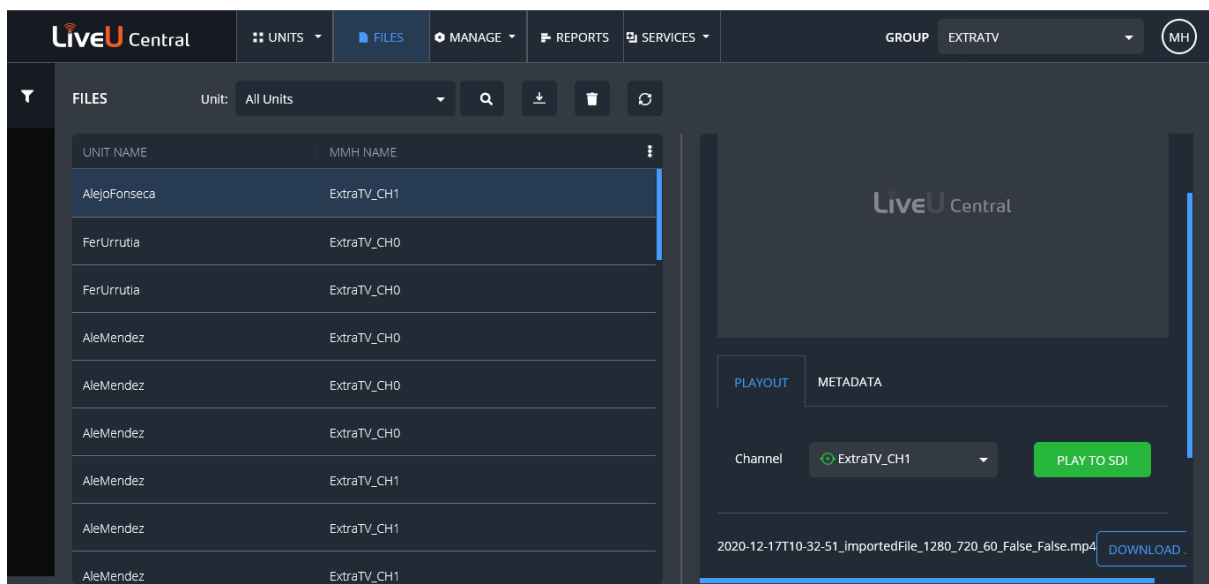 LiveU Central UNITS FILES MANAGE REPORTS SERVICES GROUP EXTRATV MH
FILES Unit: All Units
UNIT NAME MMH NAME
AlejoFonseca ExtraTV_CH1
FerUrrutia ExtraTV_CH0
FerUrrutia ExtraTV_CH0
AleMendez ExtraTV_CH0
AleMendez ExtraTV_CH0
AleMendez ExtraTV_CH0
AleMendez ExtraTV_CH1
AleMendez ExtraTV_CH1
AleMendez ExtraTV_CH1
LiveU Central
PLAYOUT METADATA
Channel ExtraTV_CH1 PLAY TO SDI
2020-12-17T10-32-51_importedFile_1280_720_60_False_False.mp4 DOWNLOAD